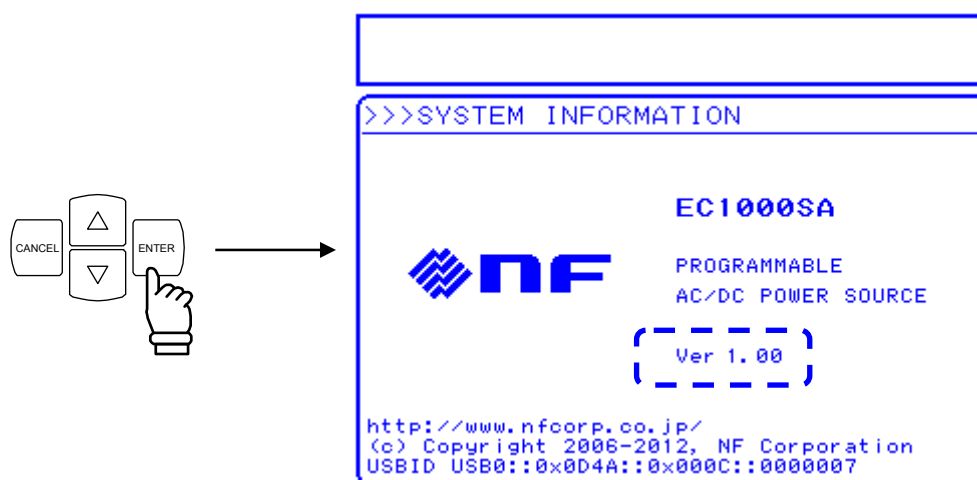 >>>SYSTEM INFORMATION
EC1000SA
nF
PROGRAMMABLE
AC/DC POWER SOURCE
Ver 1.00
CANCEL
ENTER
http://www.nfcorp.co.jp/
(c) Copyright 2006-2012, NF Corporation
USBID USB0::0x0D4A::0x000C::0000007